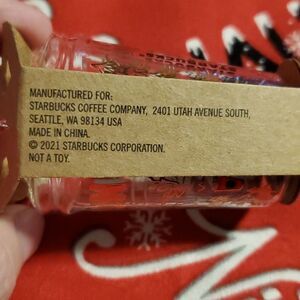 MANUFACTURED FOR:
STARBUCKS COFFEE COMPANY, 2401 UTAH AVENUE SOUTH,
SEATTLE, WA 98134 USA
MADE IN CHINA.
© 2021 STARBUCKS CORPORATION.
NOT A TOY.